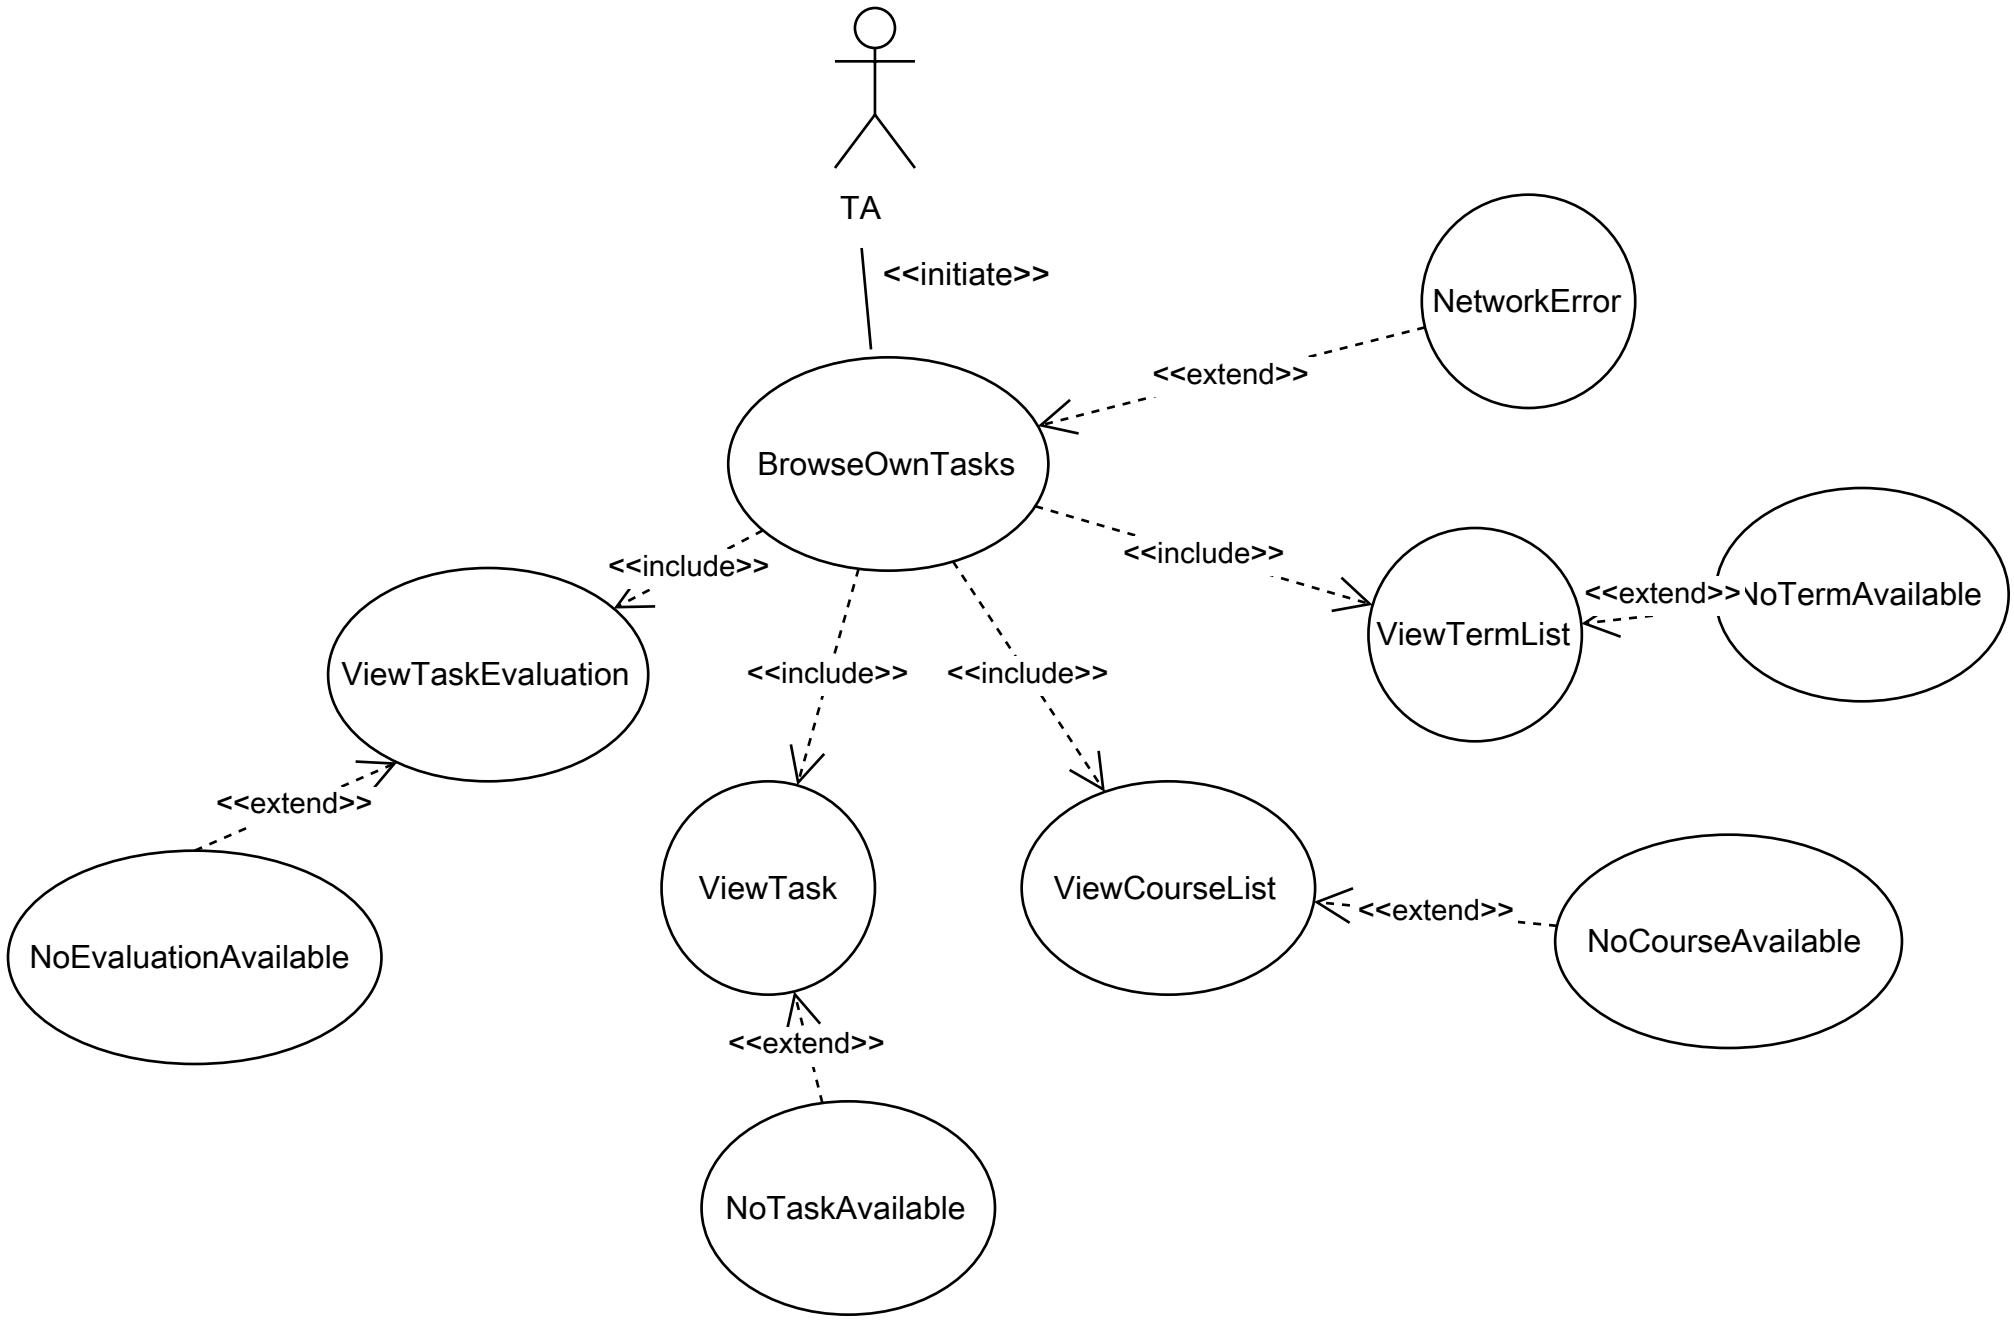 TA
<<initiate>>
NetworkError
<<extend>>
BrowseOwnTasks
<<include>>
<<include>>
<<extend>>
NoTermAvailable
ViewTermList
ViewTaskEvaluation
<<include>>
<<include>>
<<extend>>
ViewTask
ViewCourseList
<<extend>>
NoCourseAvailable
NoEvaluationAvailable
<<extend>>
NoTaskAvailable